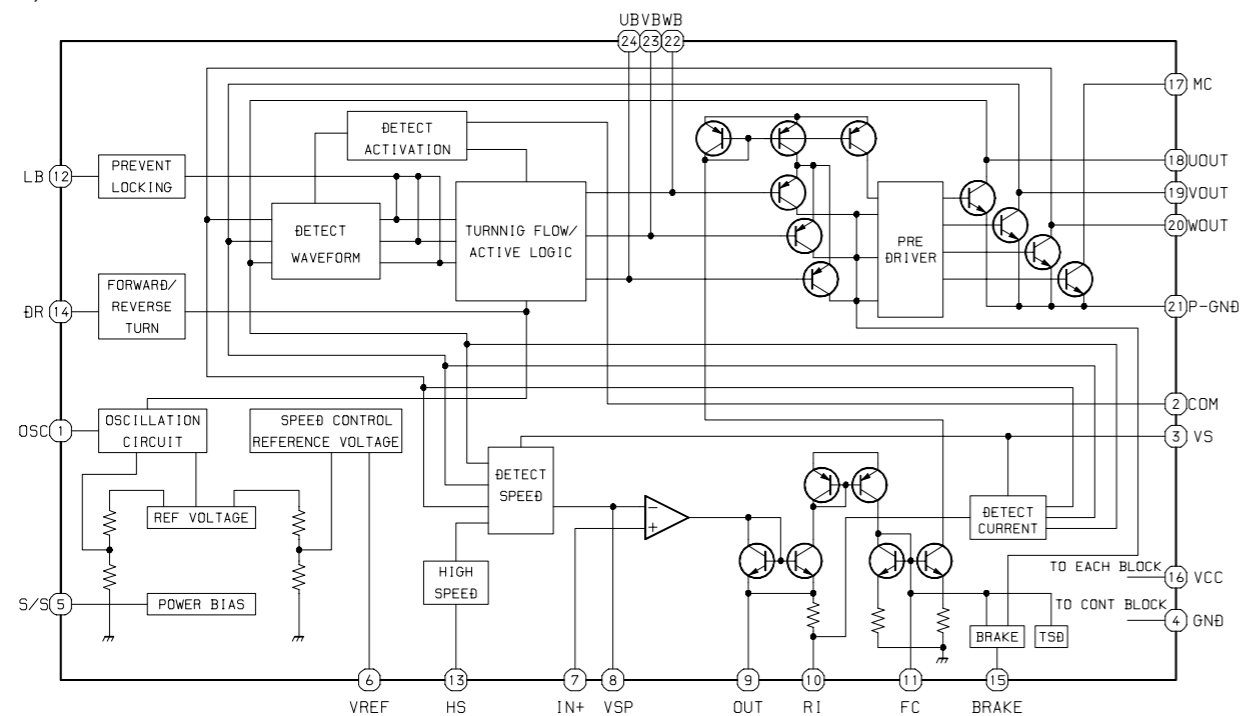 UB VB WB
24 23 22
17 MC
DETECT
ACTIVATION
LB 12
PREVENT
LOCKING
18 UOUT
19 VOUT
20 WOUT
DETECT
WAVEFORM
TURNNIG FLOW/
ACTIVE LOGIC
PRE
DRIVER
DR 14
FORWARD/
REVERSE
TURN
21 P-GND
2 COM
OSC 1
OSCILLATION
CIRCUIT
SPEED CONTROL
REFERENCE VOLTAGE
3 VS
DETECT
SPEED
REF VOLTAGE
−
+
DETECT
CURRENT
HIGH
SPEED
TO EACH BLOCK
16 VCC
S/S 5
POWER BIAS
TO CONT BLOCK
4 GND
BRAKE
TSD
6 13 7 8 9 10 11 15
VREF HS IN+ VSP OUT RI FC BRAKE